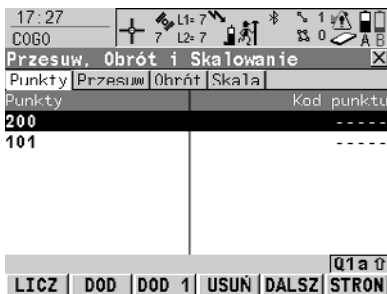 17:27
COGO
7
L1= 7
L2= 7
1
0
A B
Przesuw, Obrót i Skalowanie
Punkty Przesuw Obrót Skala
Punkty Kod punktu
200 -----
101 -----
Q1a
LICZ DOD DOD 1 USUŃ DALSZ STRON